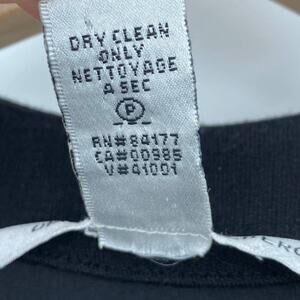 DRY CLEAN
ONLY
NETTOYAGE
A SEC
P
RN#84177
CA#00985
V#41001